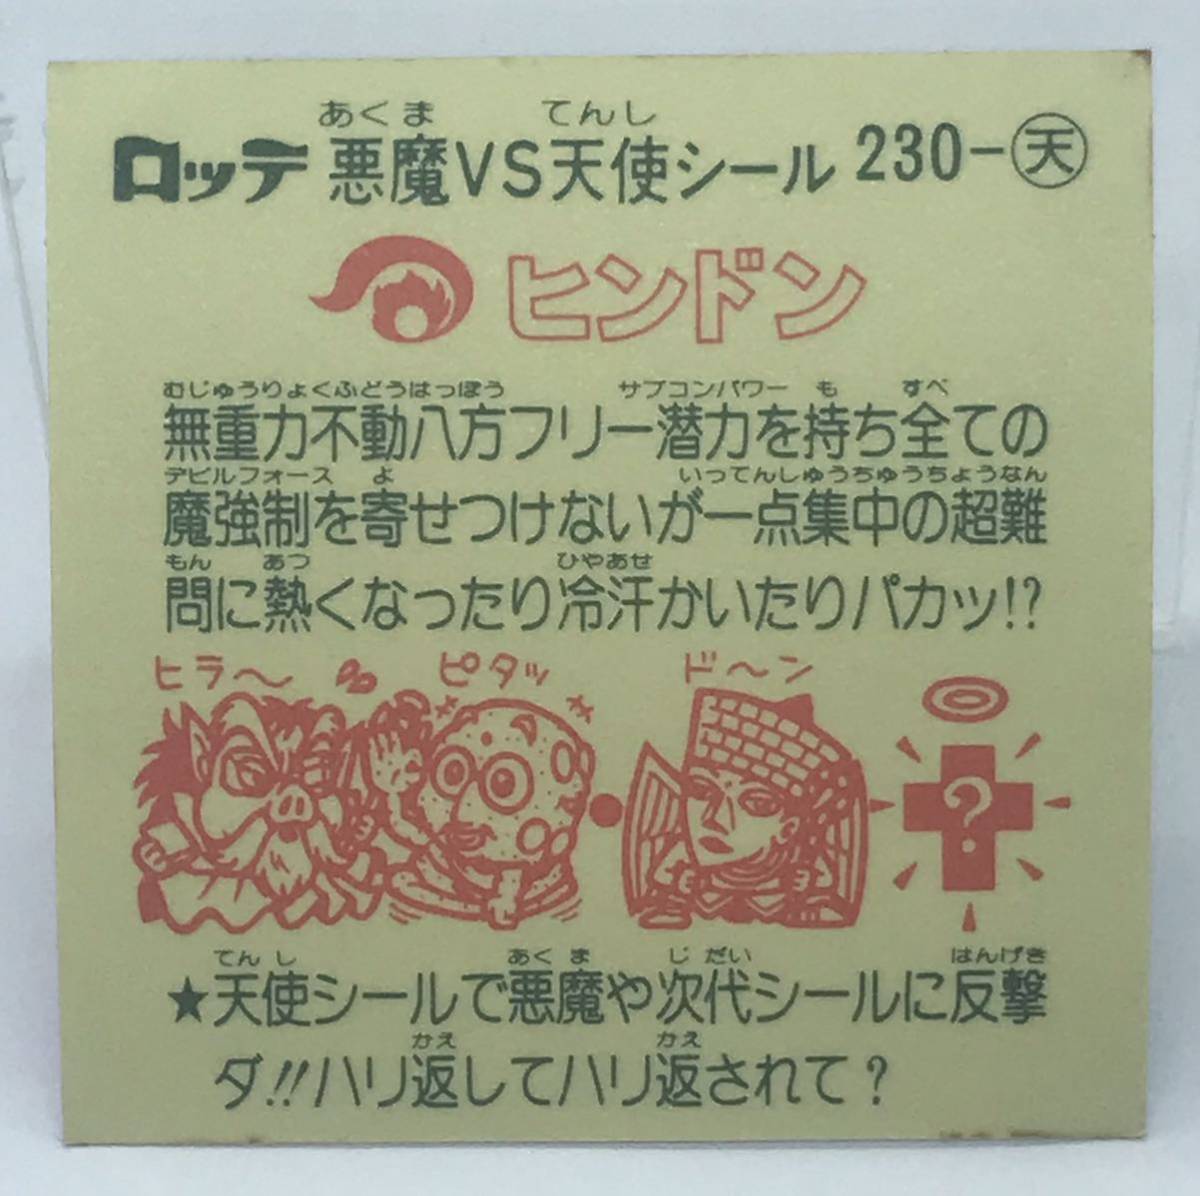 ロッテ 悪魔VS天使シール 230-天
あくま てんし
ヒンドン
むじゅうりょくふどうはっぽう サブコンパワー も すべ
無重力不動八方フリー潜力を持ち全ての
デビルフォース よ いってんしゅうちゅうちょうなん
魔強制を寄せつけないが一点集中の超難
もん あつ ひやあせ
問に熱くなったり冷汗かいたりパカッ!?
ヒラ〜 ピタッ ド〜ン
?
てんし あくま じだい はんげき
★天使シールで悪魔や次代シールに反撃
かえ かえ
ダ!!ハリ返してハリ返されて?